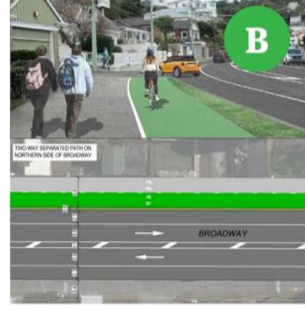 B
TWO-WAY SEPARATED PATH ON
NORTHERN SIDE OF BROADWAY
BROADWAY